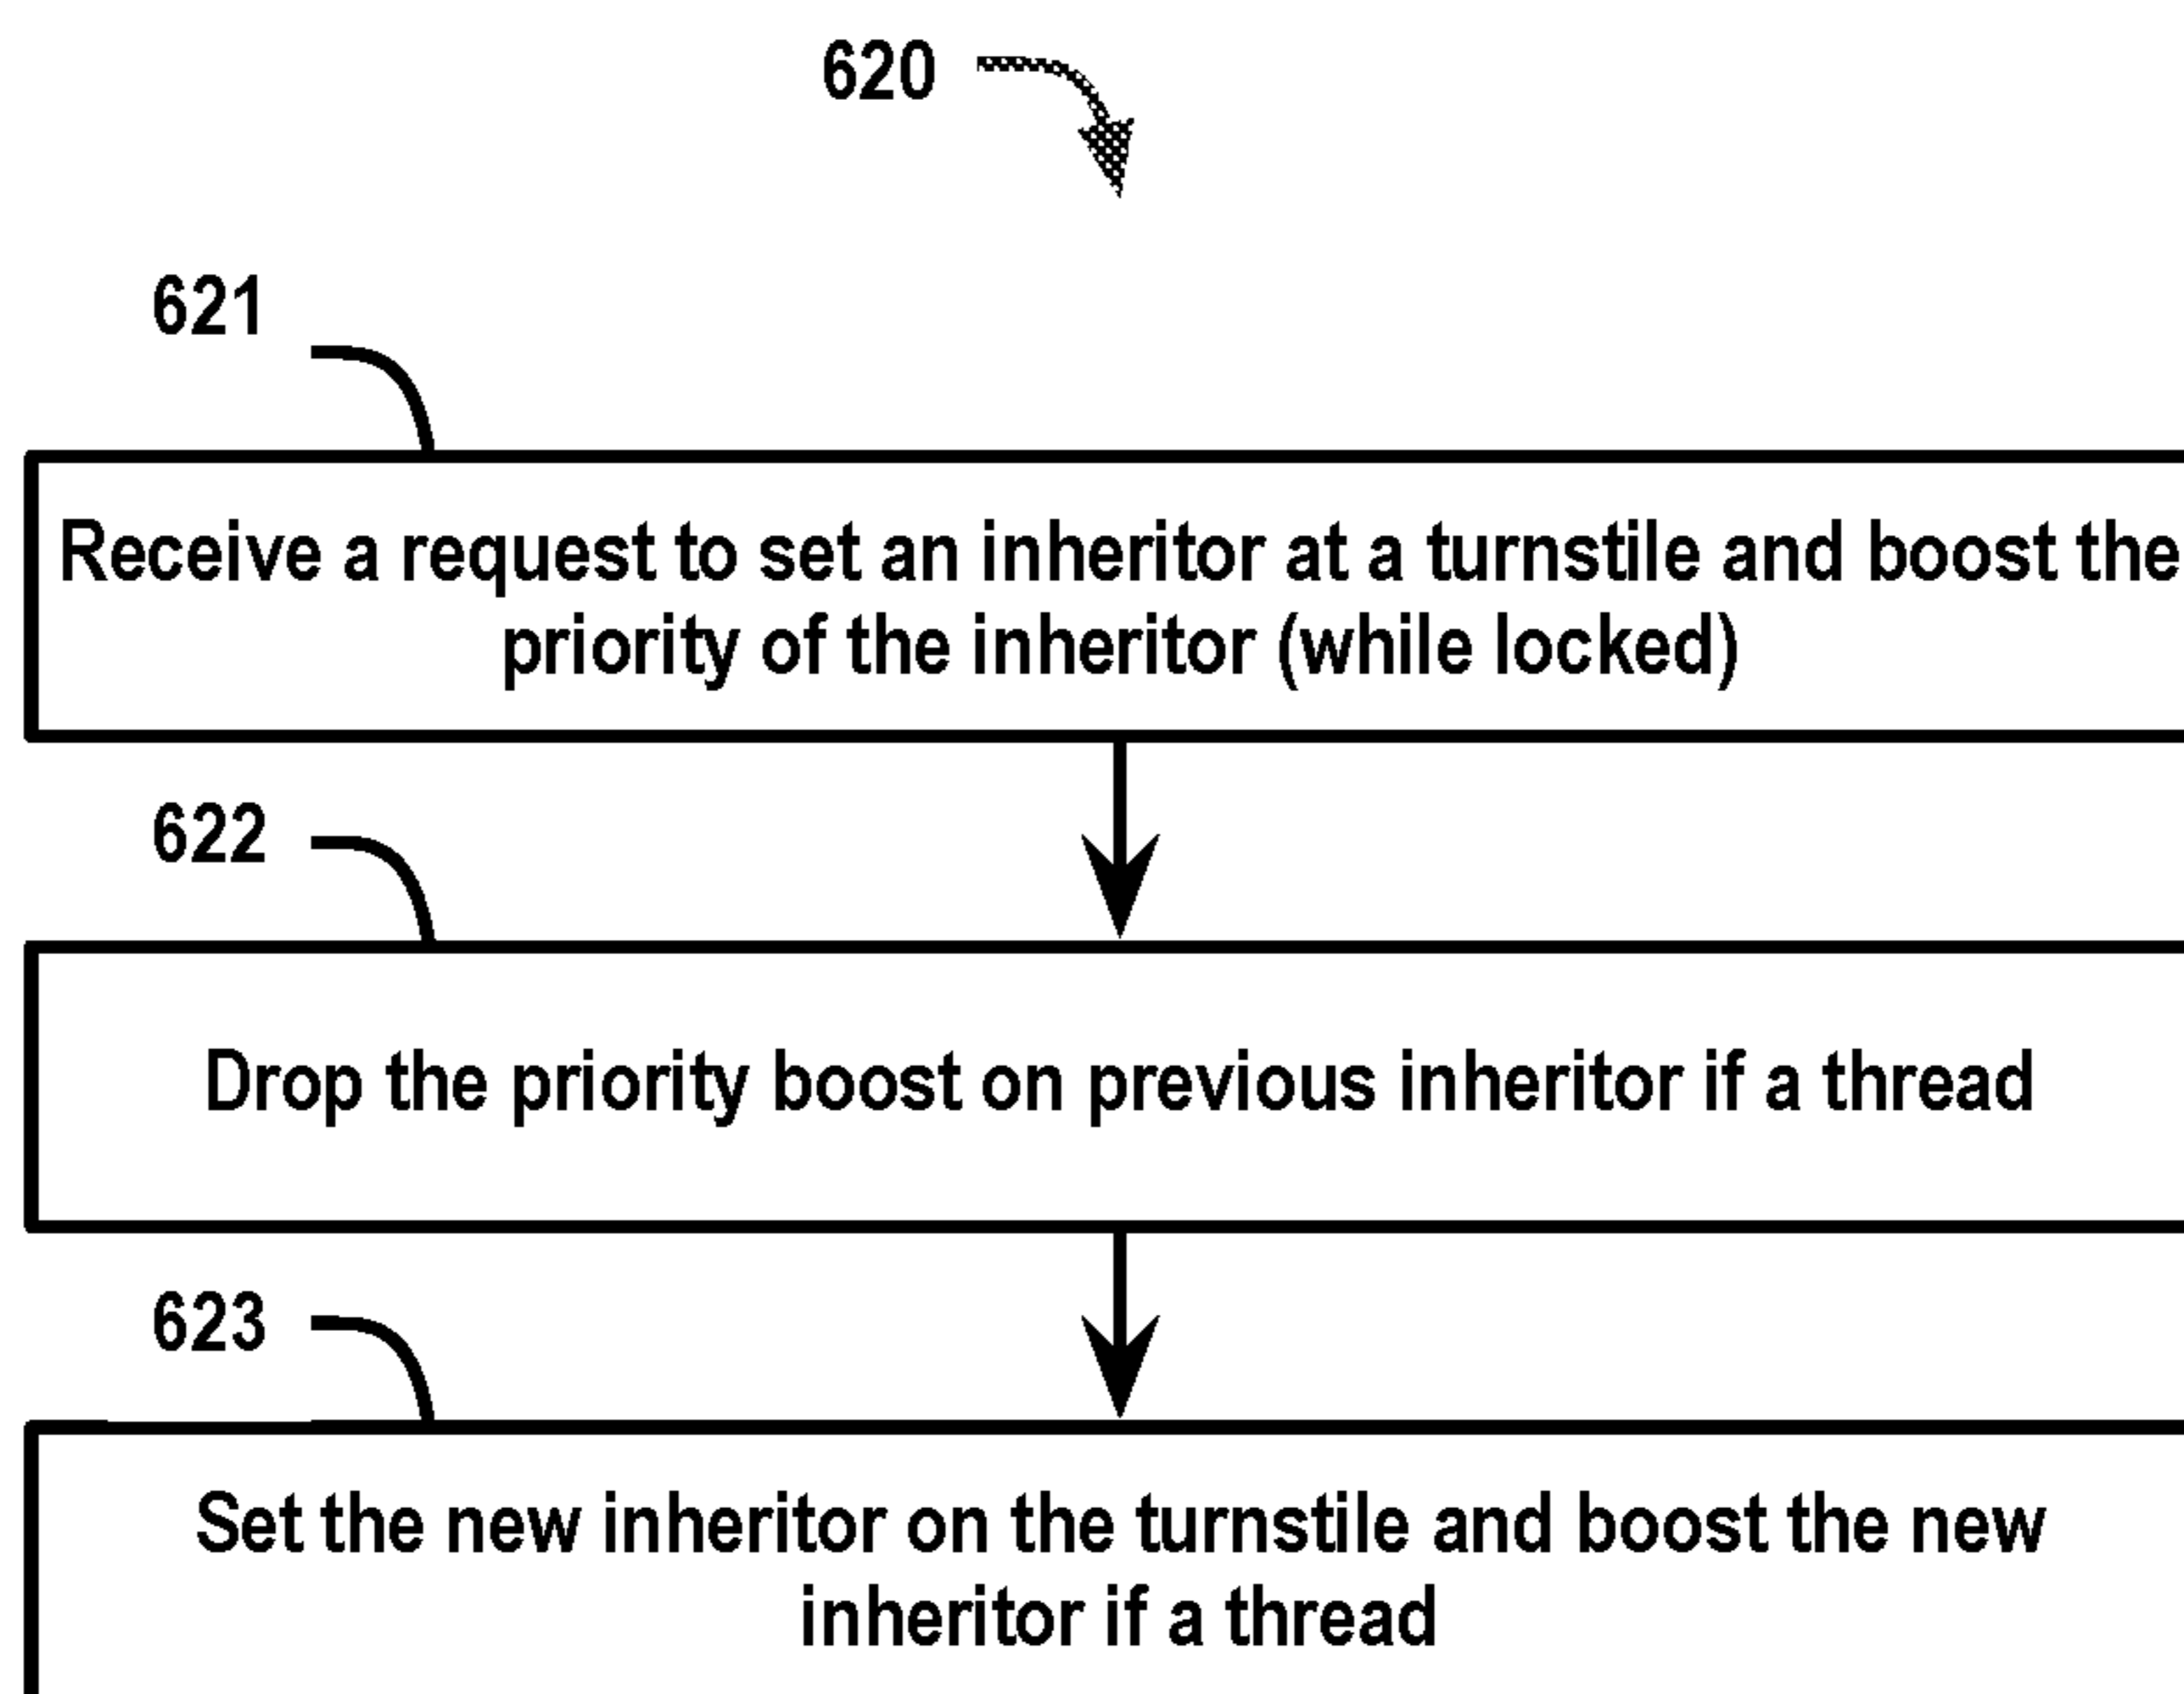 620
621
Receive a request to set an inheritor at a turnstile and boost the
priority of the inheritor (while locked)
622
Drop the priority boost on previous inheritor if a thread
623
Set the new inheritor on the turnstile and boost the new
inheritor if a thread